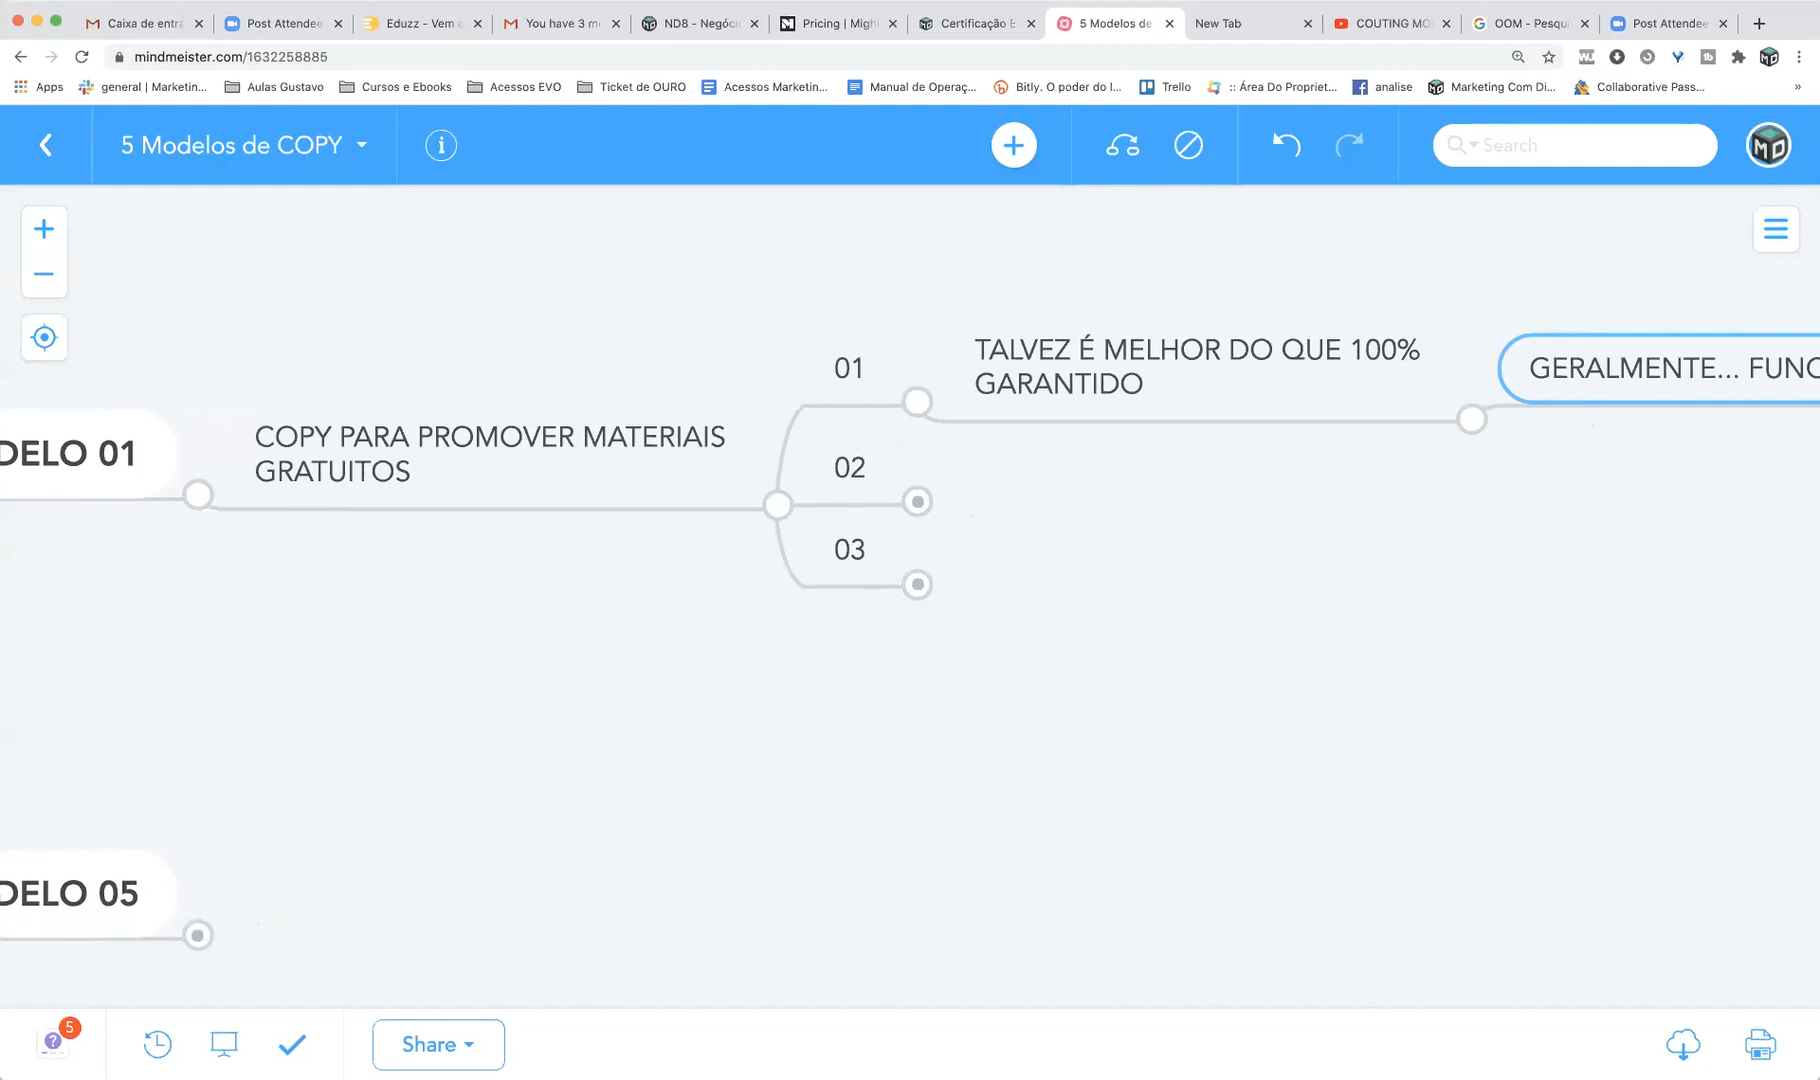 Caixa de entra
Post Attendee
Eduzz - Vem o
You have 3 m
ND8 - Negóci
Pricing | Migh
Certificação E
5 Modelos de
New Tab
COUTING MO
OOM - Pesqui
Post Attendee
mindmeister.com/1632258885
Apps
general | Marketin...
Aulas Gustavo
Cursos e Ebooks
Acessos EVO
Ticket de OURO
Acessos Marketin...
Manual de Operaç...
Bitly. O poder do l...
Trello
:: Área Do Propriet...
analise
Marketing Com Di...
Collaborative Pass...
»
5 Modelos de COPY
Search
MD
01
TALVEZ É MELHOR DO QUE 100%
GARANTIDO
GERALMENTE... FUNC
DELO 01
COPY PARA PROMOVER MATERIAIS
GRATUITOS
02
03
DELO 05
5
Share